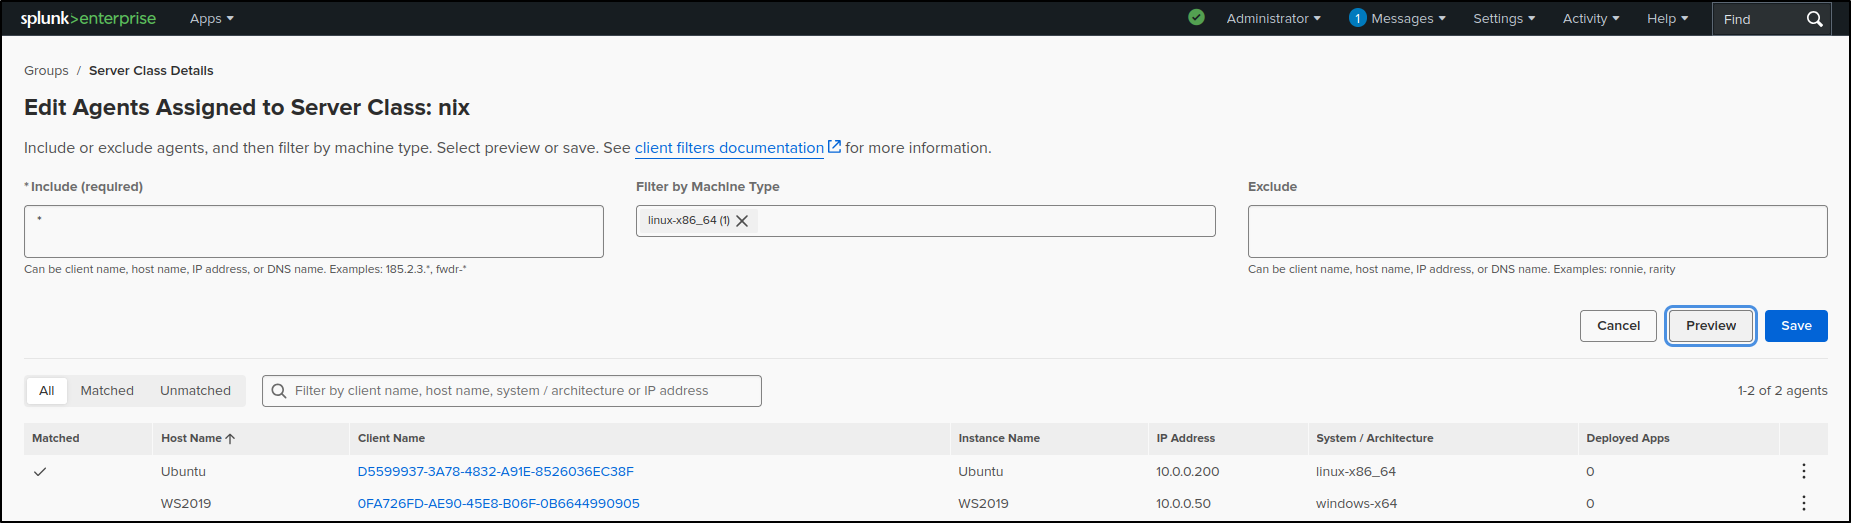 splunk>enterprise Apps Administrator 1 Messages Settings Activity Help Find
Groups / Server Class Details
Edit Agents Assigned to Server Class: nix
Include or exclude agents, and then filter by machine type. Select preview or save. See client filters documentation for more information.
* Include (required) Filter by Machine Type Exclude
* linux-x86_64 (1)
Can be client name, host name, IP address, or DNS name. Examples: 185.2.3.*, fwdr-* Can be client name, host name, IP address, or DNS name. Examples: ronnie, rarity
Cancel Preview Save
All Matched Unmatched Filter by client name, host name, system / architecture or IP address 1-2 of 2 agents
Matched Host Name Client Name Instance Name IP Address System / Architecture Deployed Apps
Ubuntu D5599937-3A78-4832-A91E-8526036EC38F Ubuntu 10.0.0.200 linux-x86_64 0
WS2019 0FA726FD-AE90-45E8-B06F-0B6644990905 WS2019 10.0.0.50 windows-x64 0